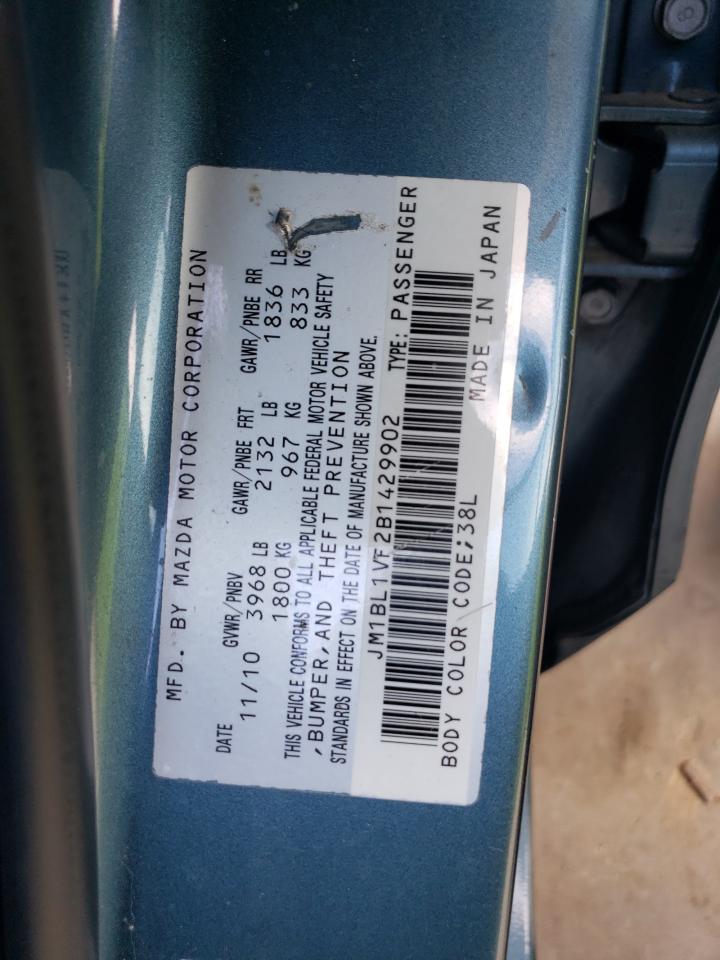 MFD. BY MAZDA MOTOR CORPORATION
DATE GVWR/PNBV GAWR/PNBE FRT GAWR/PNBE RR
11/10 3968 LB 2132 LB 1836 LB
1800 KG 967 KG 833 KG
THIS VEHICLE CONFORMS TO ALL APPLICABLE FEDERAL MOTOR VEHICLE SAFETY
,BUMPER,AND THEFT PREVENTION
STANDARDS IN EFFECT ON THE DATE OF MANUFACTURE SHOWN ABOVE.
JM1BL1VF2B1429902 TYPE: PASSENGER
BODY COLOR CODE;38L MADE IN JAPAN
8